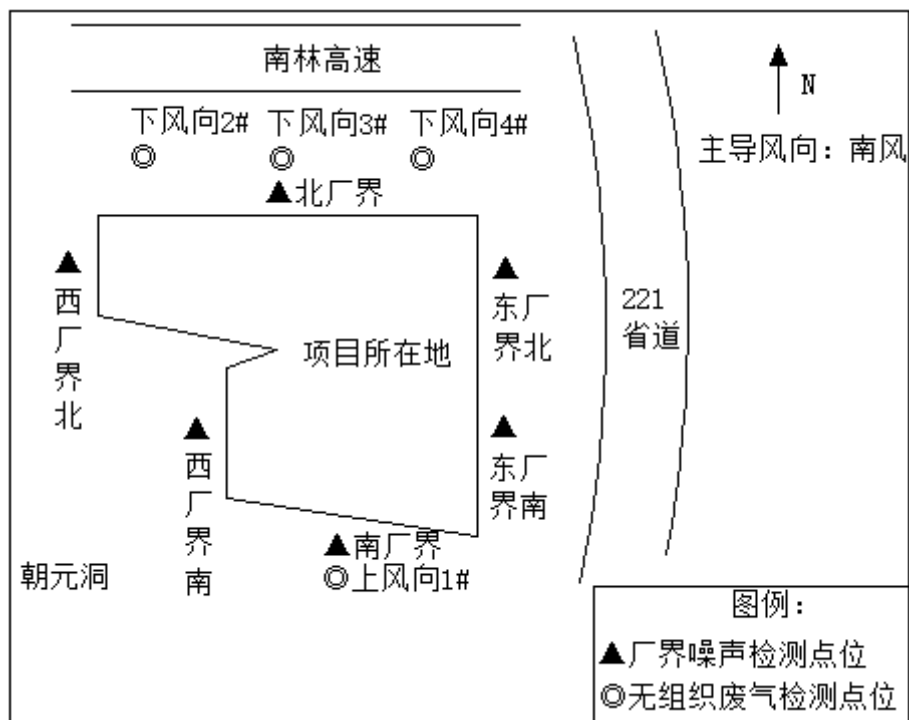 南林高速
N
主导风向：南风
下风向2#
下风向3#
下风向4#
北厂界
西厂界北
东厂
界北
221
省道
项目所在地
西厂界南
东厂
界南
南厂界
上风向1#
朝元洞
图例：
厂界噪声检测点位
无组织废气检测点位